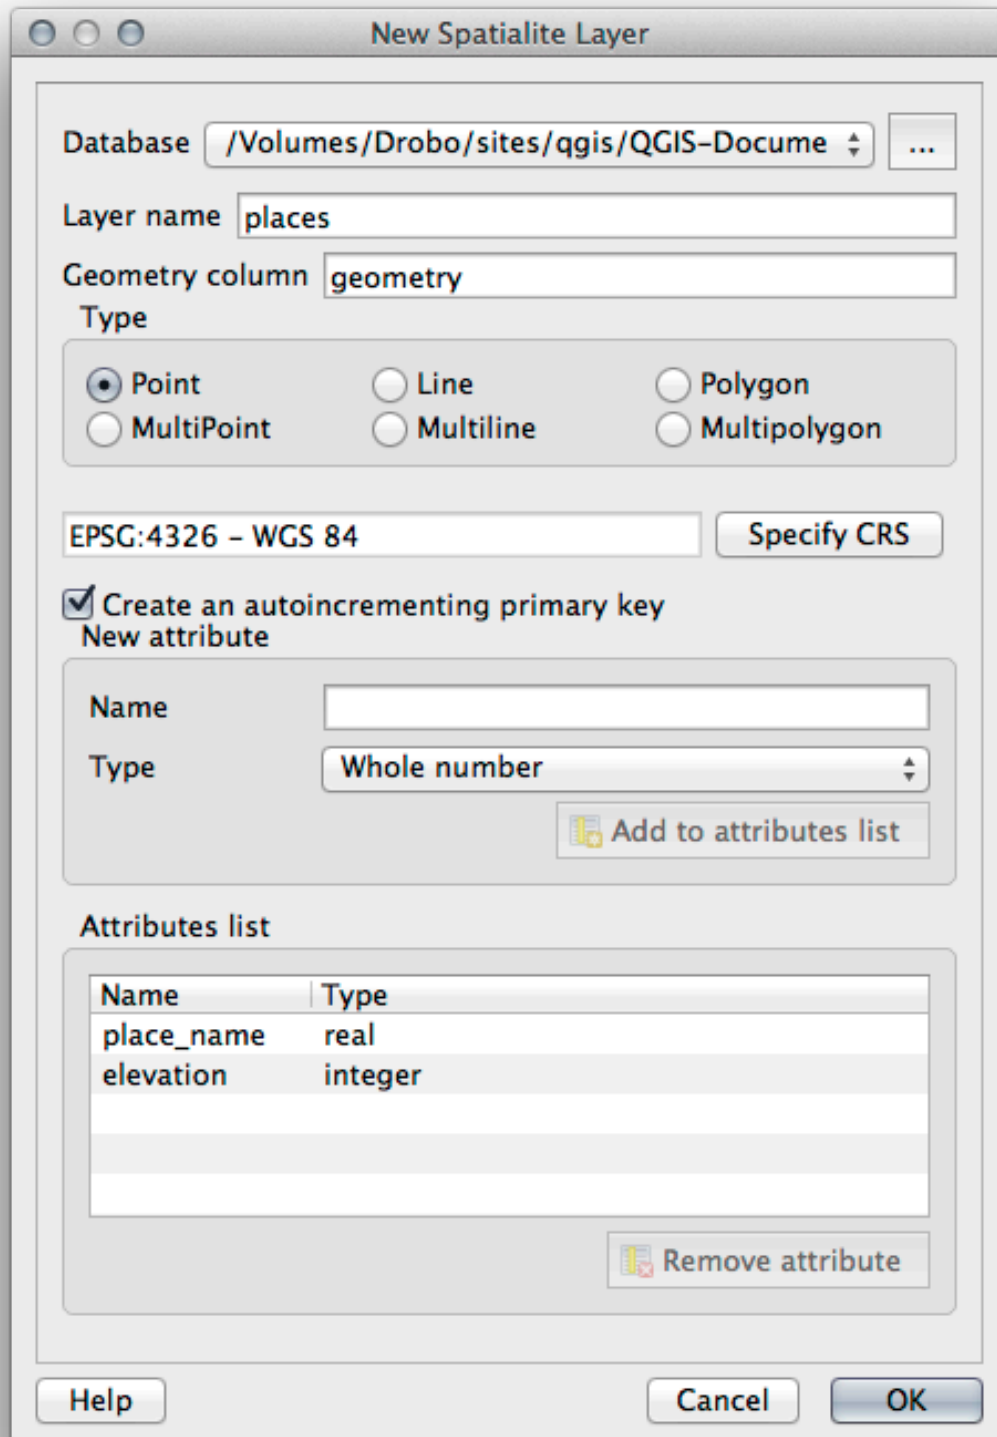 New Spatialite Layer
Database /Volumes/Drobo/sites/qgis/QGIS-Docume ...
Layer name places
Geometry column geometry
Type
Point Line Polygon
MultiPoint Multiline Multipolygon
EPSG:4326 – WGS 84 Specify CRS
Create an autoincrementing primary key
New attribute
Name
Type Whole number
Add to attributes list
Attributes list
Name Type
place_name real
elevation integer
Remove attribute
Help Cancel OK